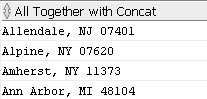 All Together with Concat
Allendale, NJ 07401
Alpine, NY 07620
Amherst, NY 11373
Ann Arbor, MI 48104